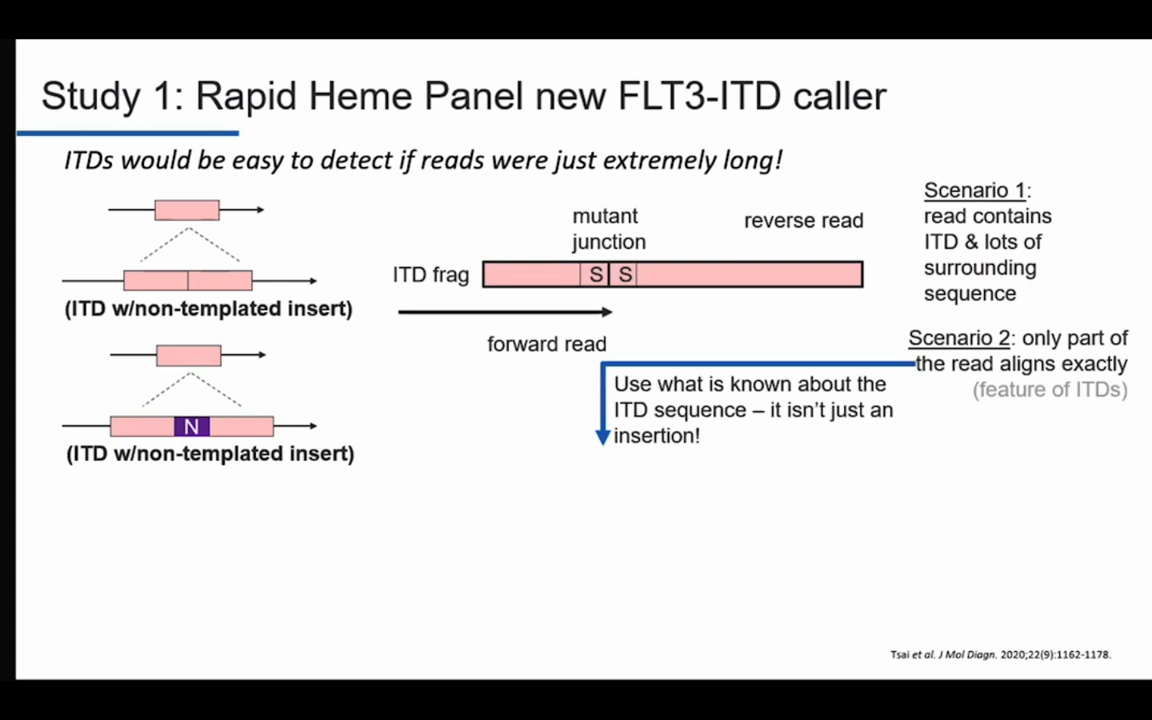 Study 1: Rapid Heme Panel new FLT3-ITD caller
ITDs would be easy to detect if reads were just extremely long!
(ITD w/non-templated insert)
N
(ITD w/non-templated insert)
mutant
junction
reverse read
ITD frag
S S
forward read
Scenario 1:
read contains
ITD & lots of
surrounding
sequence
Scenario 2: only part of
the read aligns exactly
(feature of ITDs)
Use what is known about the
ITD sequence – it isn't just an
insertion!
Tsai et al. J Mol Diagn. 2020;22(9):1162-1178.